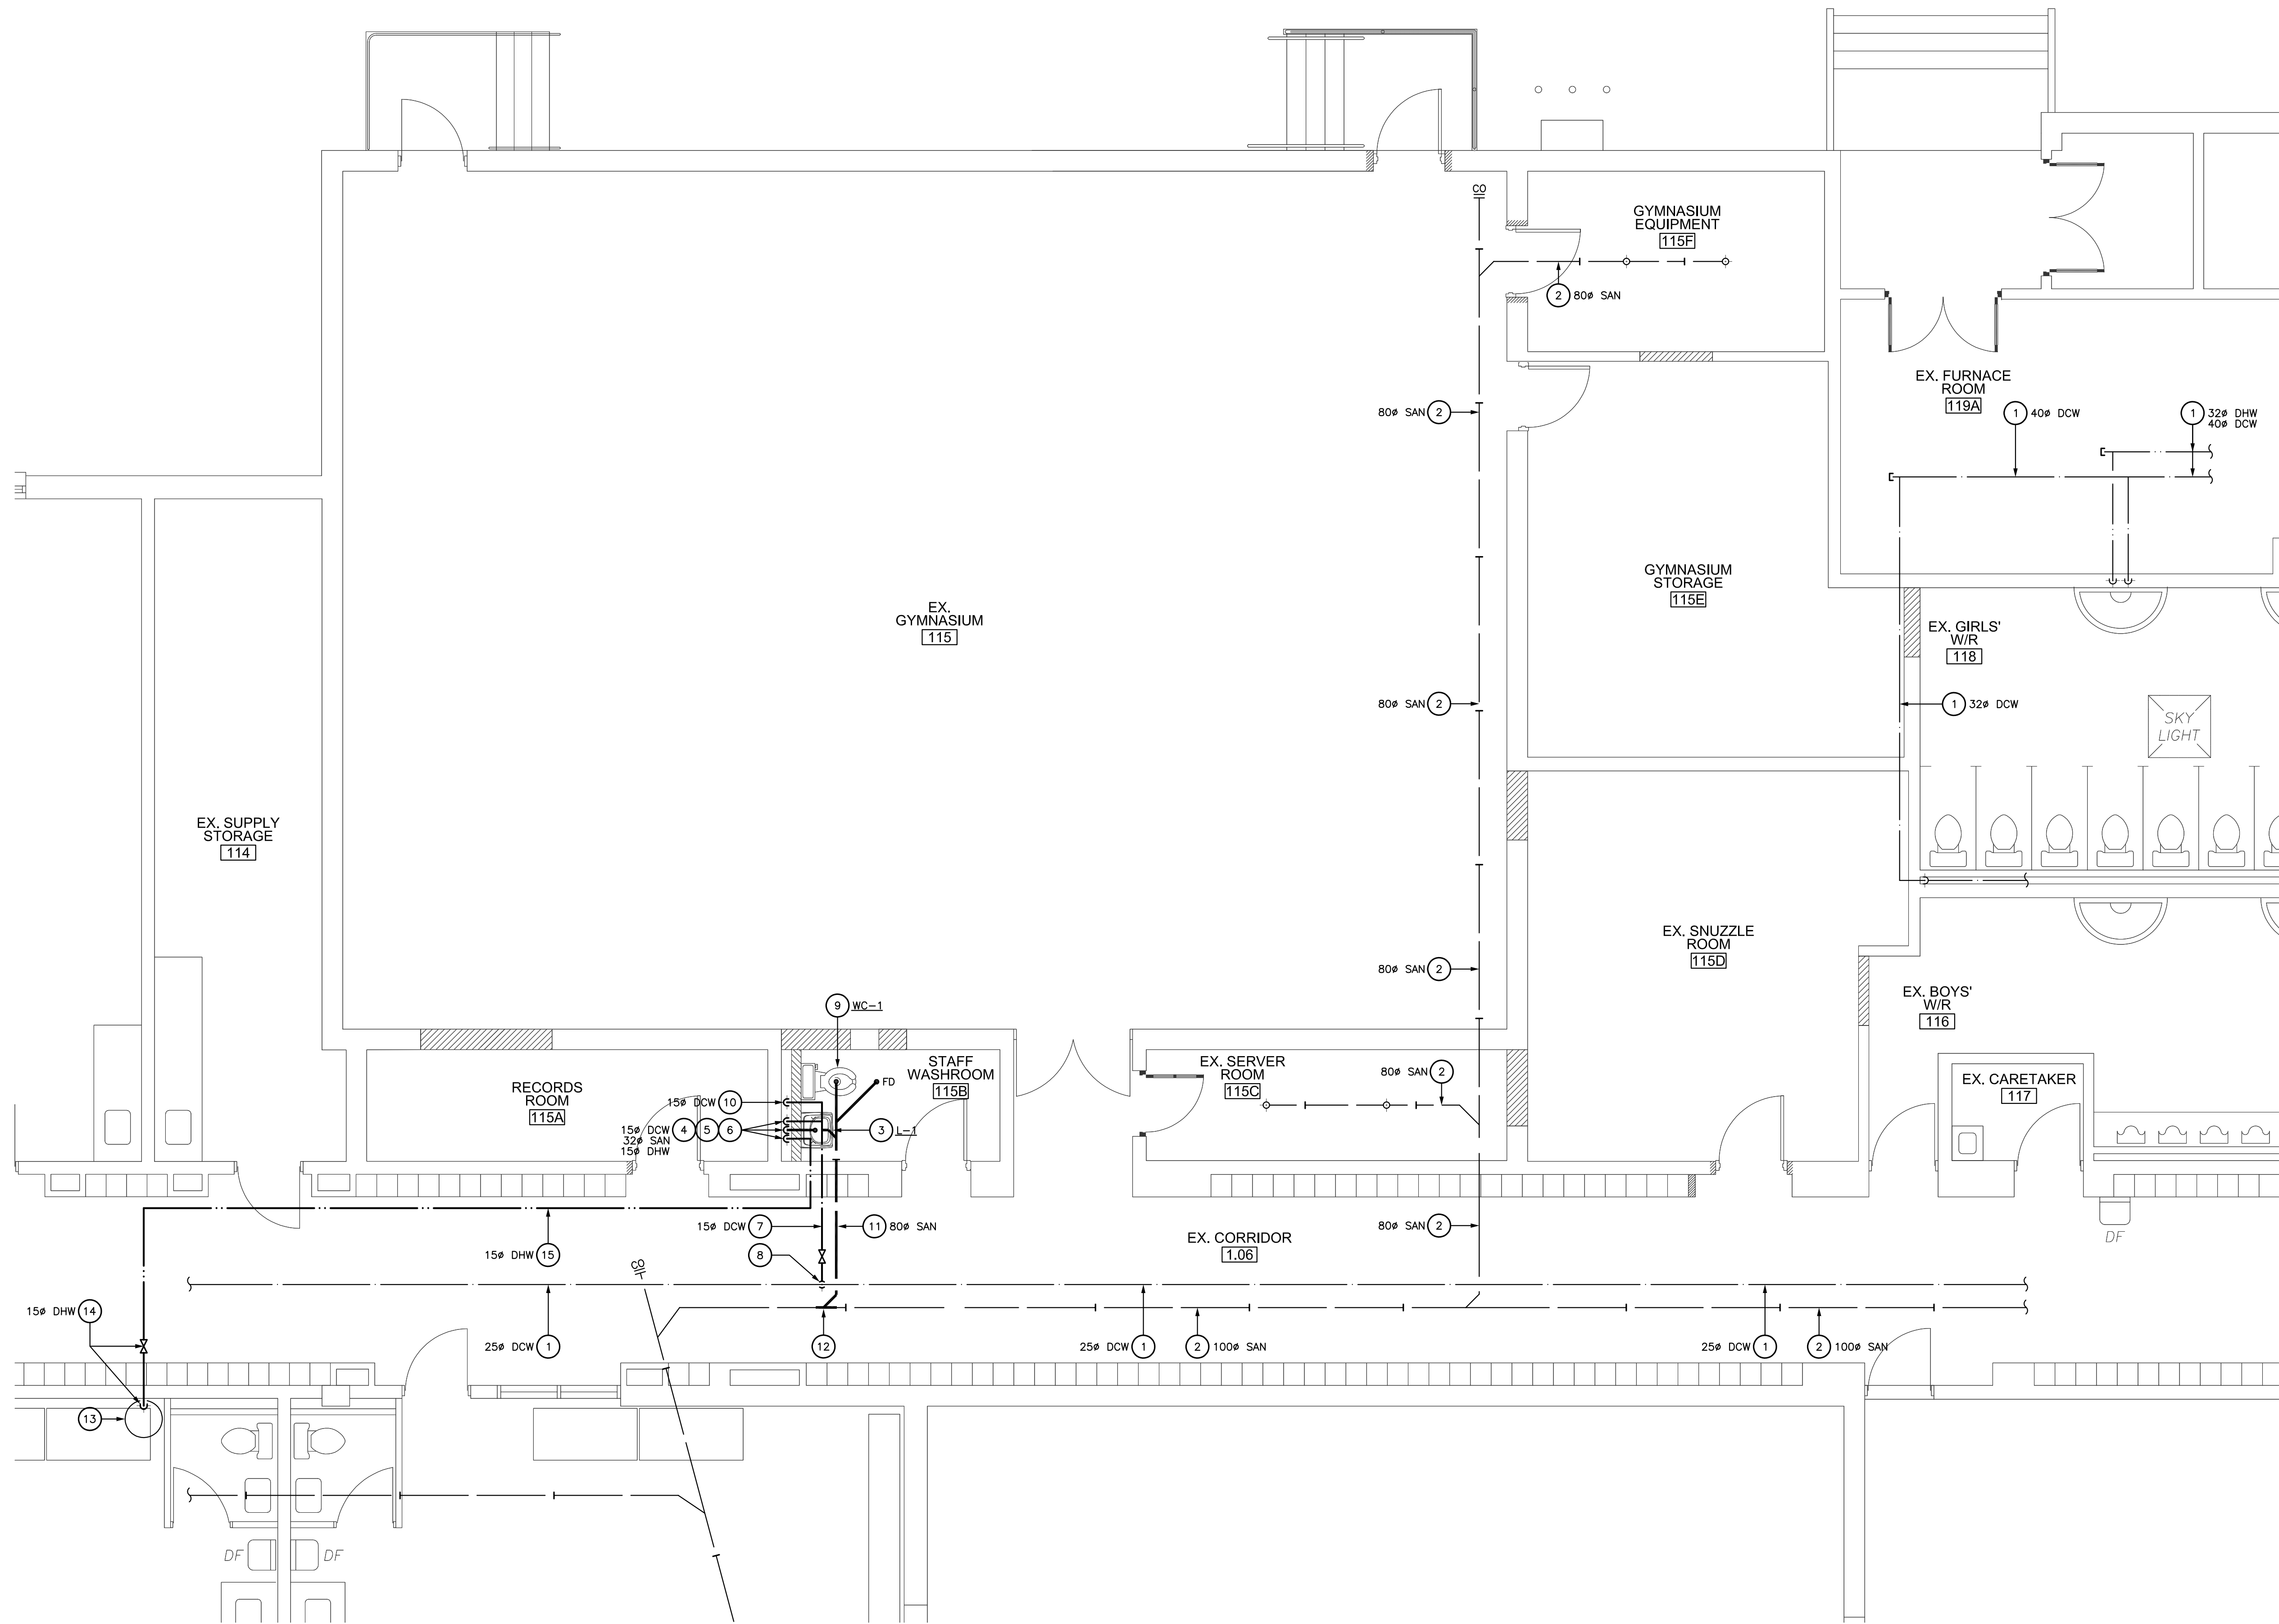 CO
GYMNASIUM
EQUIPMENT
115F
2 80ø SAN
EX. FURNACE
ROOM
119A
80ø SAN 2
1 40ø DCW
1 32ø DHW
40ø DCW
GYMNASIUM
STORAGE
115E
EX.
GYMNASIUM
115
EX. GIRLS'
W/R
118
80ø SAN 2
1 32ø DCW
SKY
LIGHT
EX. SUPPLY
STORAGE
114
EX. SNUZZLE
ROOM
115D
80ø SAN 2
9 WC-1
EX. BOYS'
W/R
116
RECORDS
ROOM
115A
STAFF
WASHROOM
115B
FD
EX. SERVER
ROOM
115C
80ø SAN 2
EX. CARETAKER
117
15ø DCW 10
15ø DCW 4 5 6
32ø SAN
15ø DHW
3 L-1
15ø DCW 7
11 80ø SAN
80ø SAN 2
EX. CORRIDOR
1.06
DF
15ø DHW 15
8
CO
15ø DHW 14
25ø DCW 1
12
25ø DCW 1
2 100ø SAN
25ø DCW 1
2 100ø SAN
13
DF
DF